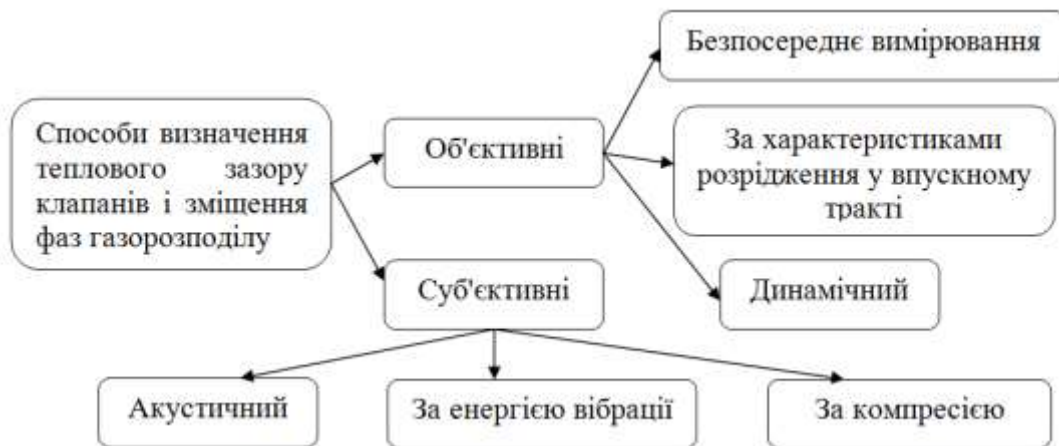 Безпосереднє вимірювання
Способи визначення
теплового зазору
клапанів і зміщення
фаз газорозподілу
Об'єктивні
За характеристиками
розрідження у впускному
тракті
Суб'єктивні
Динамічний
Акустичний
За енергією вібрації
За компресією